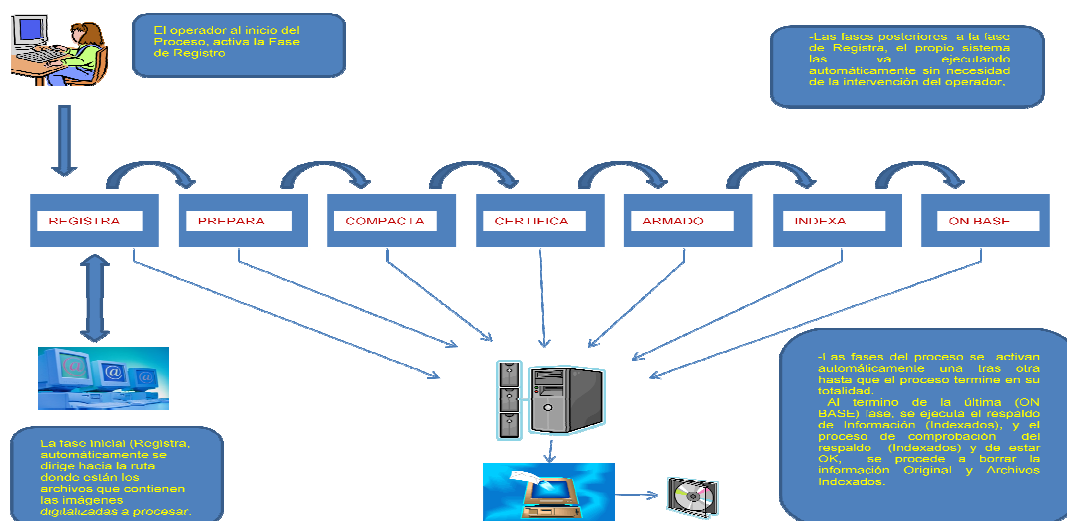 El operador al inicio del
Proceso, activa la Fase
de Registro
-Las fases posteriores a la fase
de Registra, el propio sistema
las va ejecutando
automáticamente sin necesidad
de la intervención del operador.
REGISTRA
PREPARA
COMPACTA
CERTIFICA
ARMADO
INDEXA
ON BASE
La fase inicial (Registra,
automáticamente se
dirige hacia la ruta
donde están los
archivos que contienen
las imágenes
digitalizadas a procesar.
-Las fases del proceso se activan
automáticamente una tras otra
hasta que el proceso termine en su
totalidad.
Al termino de la última (ON
BASE) fase, se ejecuta el respaldo
de Información (Indexados), y el
proceso de comprobación del
respaldo (Indexados) y de estar
OK, se procede a borrar la
información Original y Archivos
Indexados.